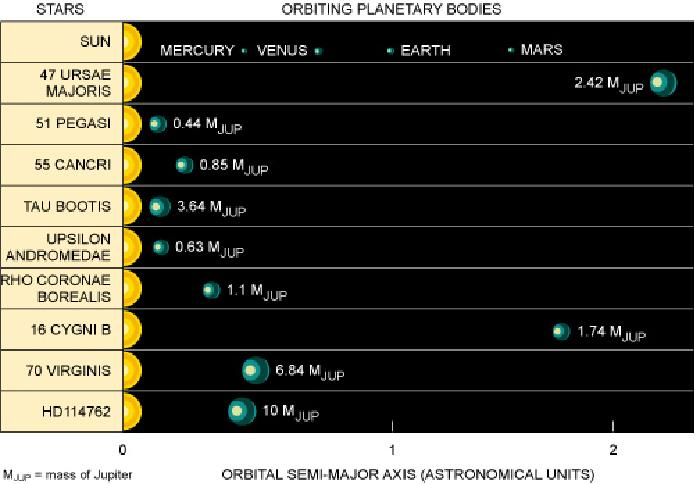 STARS ORBITING PLANETARY BODIES
SUN MERCURY VENUS EARTH MARS
47 URSAE
MAJORIS 2.42 MJUP
51 PEGASI 0.44 MJUP
55 CANCRI 0.85 MJUP
TAU BOOTIS 3.64 MJUP
UPSILON
ANDROMEDAE 0.63 MJUP
RHO CORONAE
BOREALIS 1.1 MJUP
16 CYGNI B 1.74 MJUP
70 VIRGINIS 6.84 MJUP
HD114762 10 MJUP
0 1 2
MJUP = mass of Jupiter ORBITAL SEMI-MAJOR AXIS (ASTRONOMICAL UNITS)